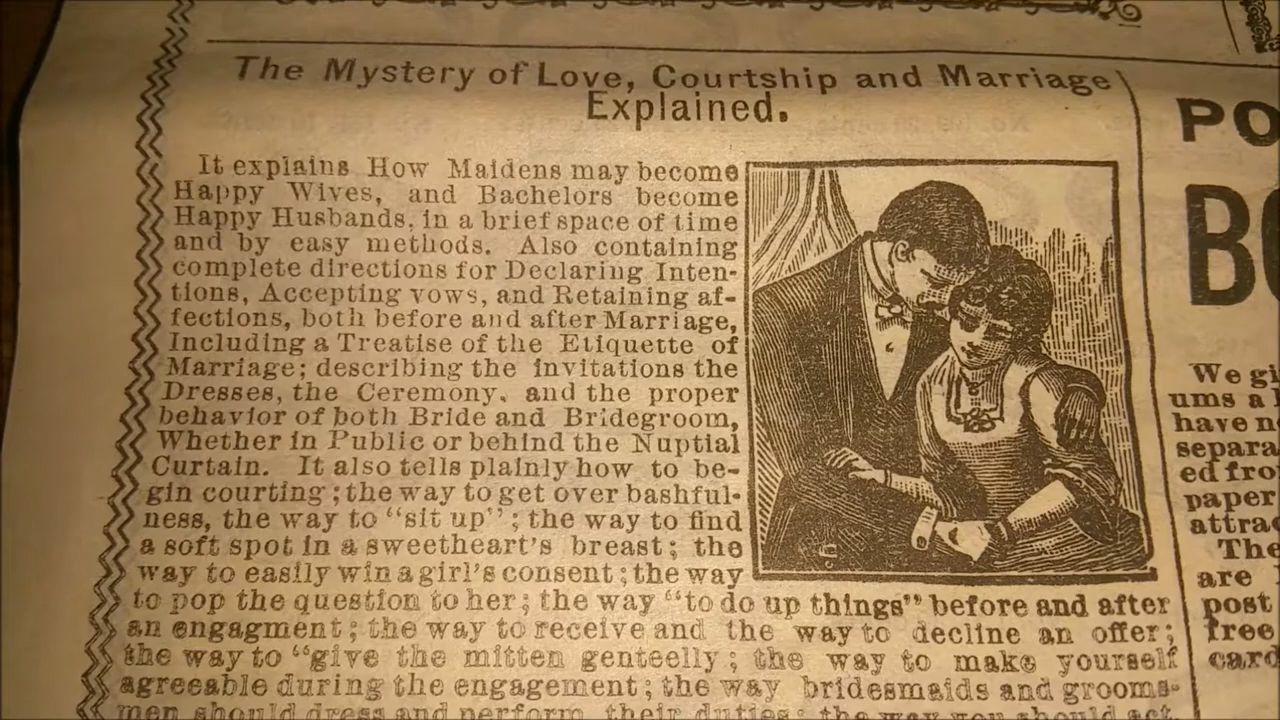 The Mystery of Love, Courtship and Marriage
Explained.
It explains How Maidens may become
Happy Wives, and Bachelors become
Happy Husbands, in a brief space of time
and by easy methods. Also containing
complete directions for Declaring Inten-
tions, Accepting vows, and Retaining af-
fections, both before and after Marriage,
Including a Treatise of the Etiquette of
Marriage; describing the invitations the
Dresses, the Ceremony, and the proper
behavior of both Bride and Bridegroom,
Whether in Public or behind the Nuptial
Curtain. It also tells plainly how to be-
gin courting; the way to get over bashful-
ness, the way to "sit up"; the way to find
a soft spot in a sweetheart's breast; the
way to easily win a girl's consent; the way
to pop the question to her; the way "to do up things" before and after
an engagment; the way to receive and the way to decline an offer;
the way to "give the mitten genteelly; the way to make yourself
agreeable during the engagement; the way bridesmaids and grooms-
men should dress and perform their duties; the way you should act
PO
We gi
ums a
have n
separa
ed fro
paper
attrac
The
are
post
free
card